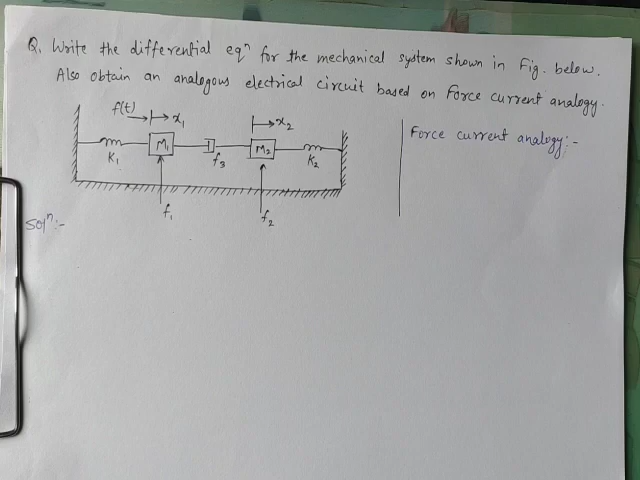 Q. Write the differential eqⁿ for the mechanical system shown in Fig. below.
Also obtain an analogous electrical circuit based on Force current analogy.
f(t) x₁ x₂
K₁ M₁ f₃ M₂ K₂
f₁ f₂
Force current analogy:-
Solⁿ:-